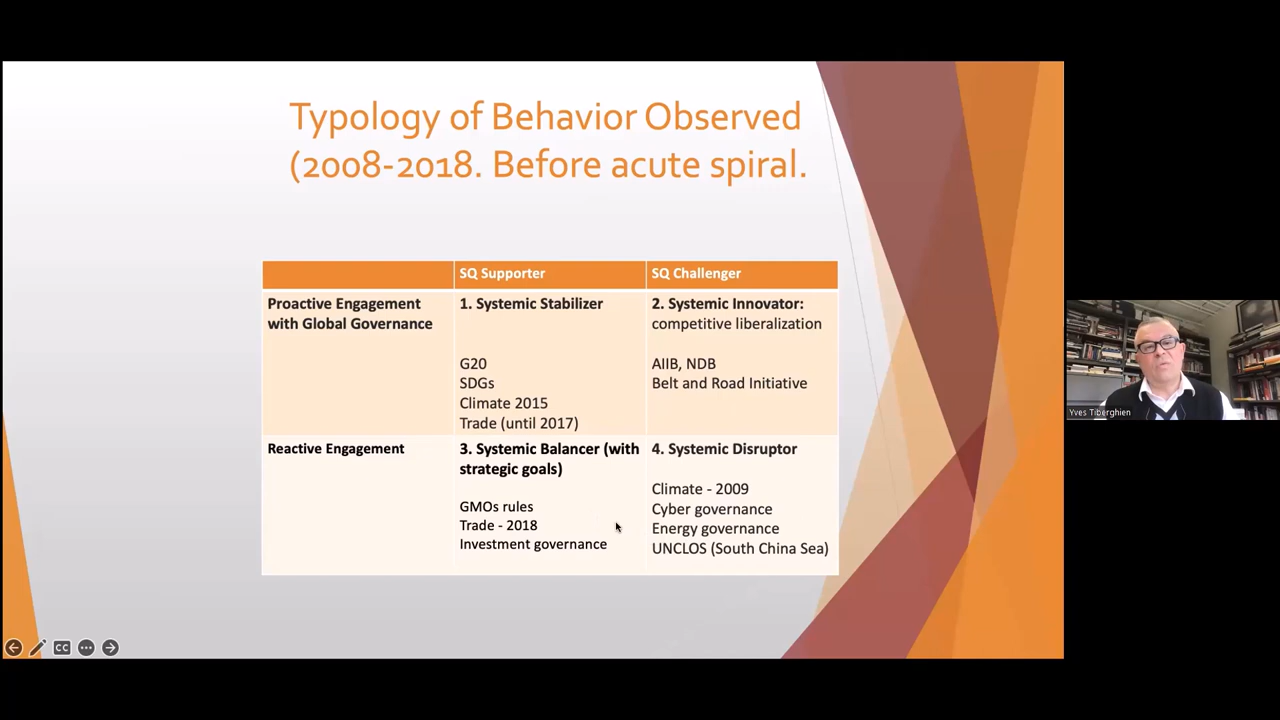 Typology of Behavior Observed
(2008-2018. Before acute spiral.
SQ Supporter
SQ Challenger
Proactive Engagement
with Global Governance
1. Systemic Stabilizer
G20
SDGs
Climate 2015
Trade (until 2017)
2. Systemic Innovator:
competitive liberalization
AIIB, NDB
Belt and Road Initiative
Reactive Engagement
3. Systemic Balancer (with
strategic goals)
GMOs rules
Trade - 2018
Investment governance
4. Systemic Disruptor
Climate - 2009
Cyber governance
Energy governance
UNCLOS (South China Sea)
CC
Yves Tiberghien